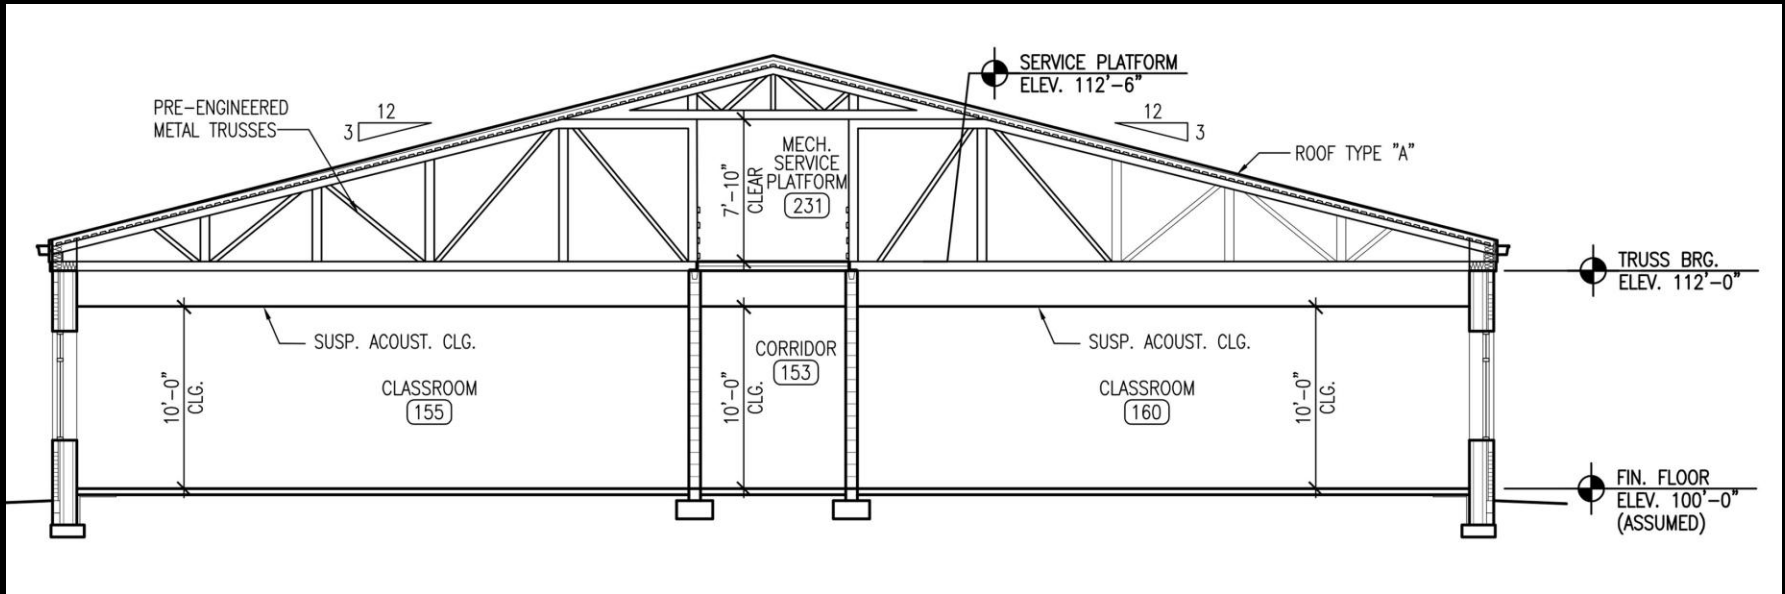 SERVICE PLATFORM
ELEV. 112'-6"
PRE-ENGINEERED
METAL TRUSSES
12
3
12
3
MECH.
SERVICE
PLATFORM
231
7'-10"
CLEAR
ROOF TYPE "A"
TRUSS BRG.
ELEV. 112'-0"
SUSP. ACOUST. CLG.
SUSP. ACOUST. CLG.
CORRIDOR
153
10'-0"
CLG.
CLASSROOM
155
10'-0"
CLG.
CLASSROOM
160
10'-0"
CLG.
FIN. FLOOR
ELEV. 100'-0"
(ASSUMED)